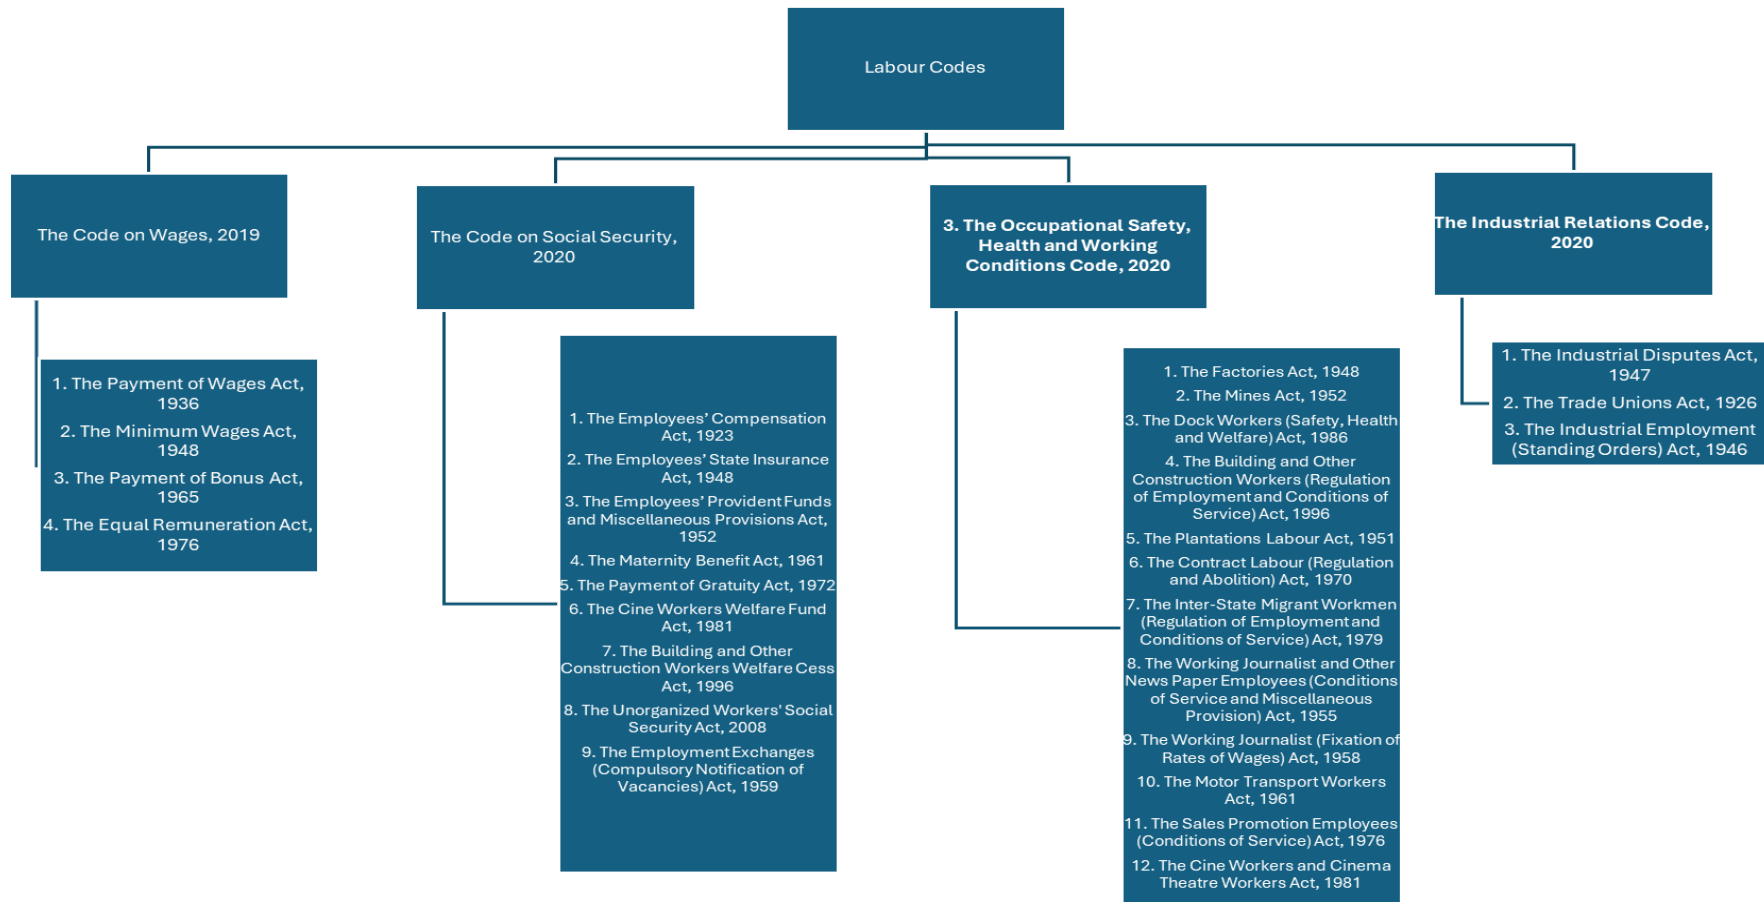 Labour Codes
The Code on Wages, 2019
1. The Payment of Wages Act,
1936
2. The Minimum Wages Act,
1948
3. The Payment of Bonus Act,
1965
4. The Equal Remuneration Act,
1976
The Code on Social Security,
2020
1. The Employees’ Compensation
Act, 1923
2. The Employees’ State Insurance
Act, 1948
3. The Employees’ Provident Funds
and Miscellaneous Provisions Act,
1952
4. The Maternity Benefit Act, 1961
5. The Payment of Gratuity Act, 1972
6. The Cine Workers Welfare Fund
Act, 1981
7. The Building and Other
Construction Workers Welfare Cess
Act, 1996
8. The Unorganized Workers' Social
Security Act, 2008
9. The Employment Exchanges
(Compulsory Notification of
Vacancies) Act, 1959
3. The Occupational Safety,
Health and Working
Conditions Code, 2020
1. The Factories Act, 1948
2. The Mines Act, 1952
3. The Dock Workers (Safety, Health
and Welfare) Act, 1986
4. The Building and Other
Construction Workers (Regulation
of Employment and Conditions of
Service) Act, 1996
5. The Plantations Labour Act, 1951
6. The Contract Labour (Regulation
and Abolition) Act, 1970
7. The Inter-State Migrant Workmen
(Regulation of Employment and
Conditions of Service) Act, 1979
8. The Working Journalist and Other
News Paper Employees (Conditions
of Service and Miscellaneous
Provision) Act, 1955
9. The Working Journalist (Fixation of
Rates of Wages) Act, 1958
10. The Motor Transport Workers
Act, 1961
11. The Sales Promotion Employees
(Conditions of Service) Act, 1976
12. The Cine Workers and Cinema
Theatre Workers Act, 1981
The Industrial Relations Code,
2020
1. The Industrial Disputes Act,
1947
2. The Trade Unions Act, 1926
3. The Industrial Employment
(Standing Orders) Act, 1946